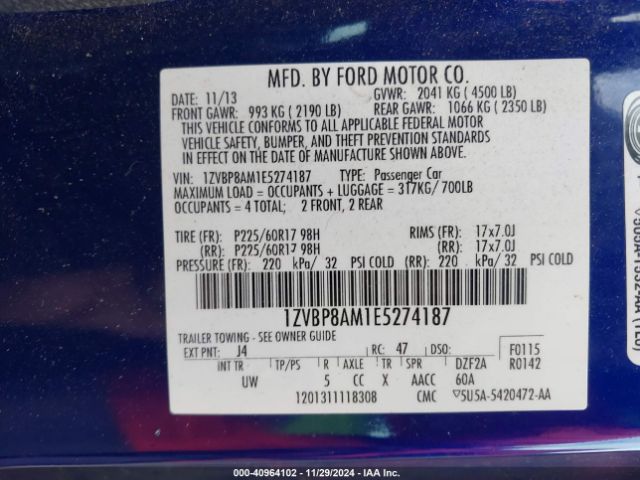 MFD. BY FORD MOTOR CO.
DATE: 11/13 GVWR: 2041 KG ( 4500 LB)
FRONT GAWR: 993 KG ( 2190 LB) REAR GAWR: 1066 KG ( 2350 LB)
THIS VEHICLE CONFORMS TO ALL APPLICABLE FEDERAL MOTOR
VEHICLE SAFETY, BUMPER, AND THEFT PREVENTION STANDARDS
IN EFFECT ON THE DATE OF MANUFACTURE SHOWN ABOVE.
VIN: 1ZVBP8AM1E5274187 TYPE: Passenger Car
MAXIMUM LOAD = OCCUPANTS + LUGGAGE = 317KG/ 700LB
OCCUPANTS = 4 TOTAL; 2 FRONT, 2 REAR
TIRE (FR): P225/60R17 98H RIMS (FR): 17x7.0J
(RR): P225/60R17 98H (RR): 17x7.0J
PRESSURE (FR): 220 kPa/ 32 PSI COLD (RR): 220 kPa/ 32 PSI COLD
1ZVBP8AM1E5274187
TRAILER TOWING - SEE OWNER GUIDE
EXT PNT: J4 RC: 47 DSO: F0115
INT TR TP/PS R AXLE TR SPR DZF2A R0142
UW 5 CC X AACC 60A
1201311118308 CMC ▽5U5A-5420472-AA
000-40964102 - 11/29/2024 - IAA Inc.